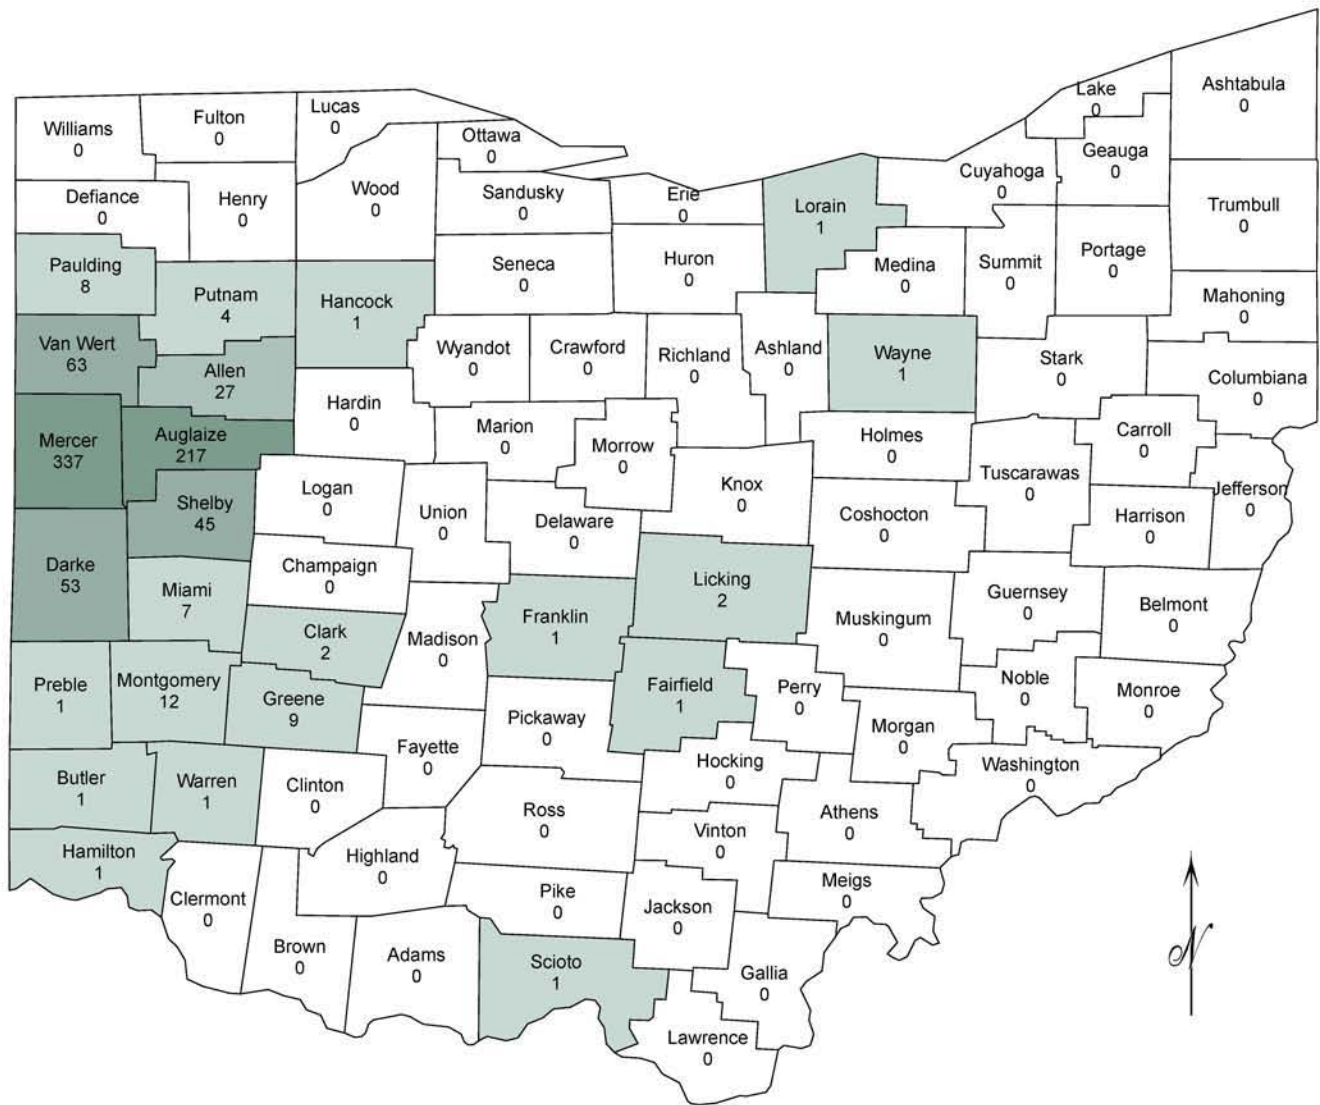 Williams
0
Fulton
0
Lucas
0
Ottawa
0
Lake
0
Ashtabula
0
Defiance
0
Henry
0
Wood
0
Sandusky
0
Erie
0
Lorain
1
Cuyahoga
0
Geauga
0
Trumbull
0
Paulding
8
Putnam
4
Hancock
1
Seneca
0
Huron
0
Medina
0
Summit
0
Portage
0
Mahoning
0
Van Wert
63
Allen
27
Wyandot
0
Crawford
0
Richland
0
Ashland
0
Wayne
1
Stark
0
Columbiana
0
Mercer
337
Auglaize
217
Hardin
0
Marion
0
Morrow
0
Holmes
0
Tuscarawas
0
Carroll
0
Jefferson
0
Shelby
45
Logan
0
Union
0
Delaware
0
Knox
0
Coshocton
0
Harrison
0
Darke
53
Miami
7
Champaign
0
Clark
2
Madison
0
Franklin
1
Licking
2
Muskingum
0
Guernsey
0
Belmont
0
Preble
1
Montgomery
12
Greene
9
Fayette
0
Pickaway
0
Fairfield
1
Perry
0
Morgan
0
Noble
0
Monroe
0
Butler
1
Warren
1
Clinton
0
Ross
0
Hocking
0
Athens
0
Washington
0
Hamilton
1
Clermont
0
Highland
0
Vinton
0
Meigs
0
Brown
0
Adams
0
Pike
0
Scioto
1
Jackson
0
Gallia
0
Lawrence
0
N